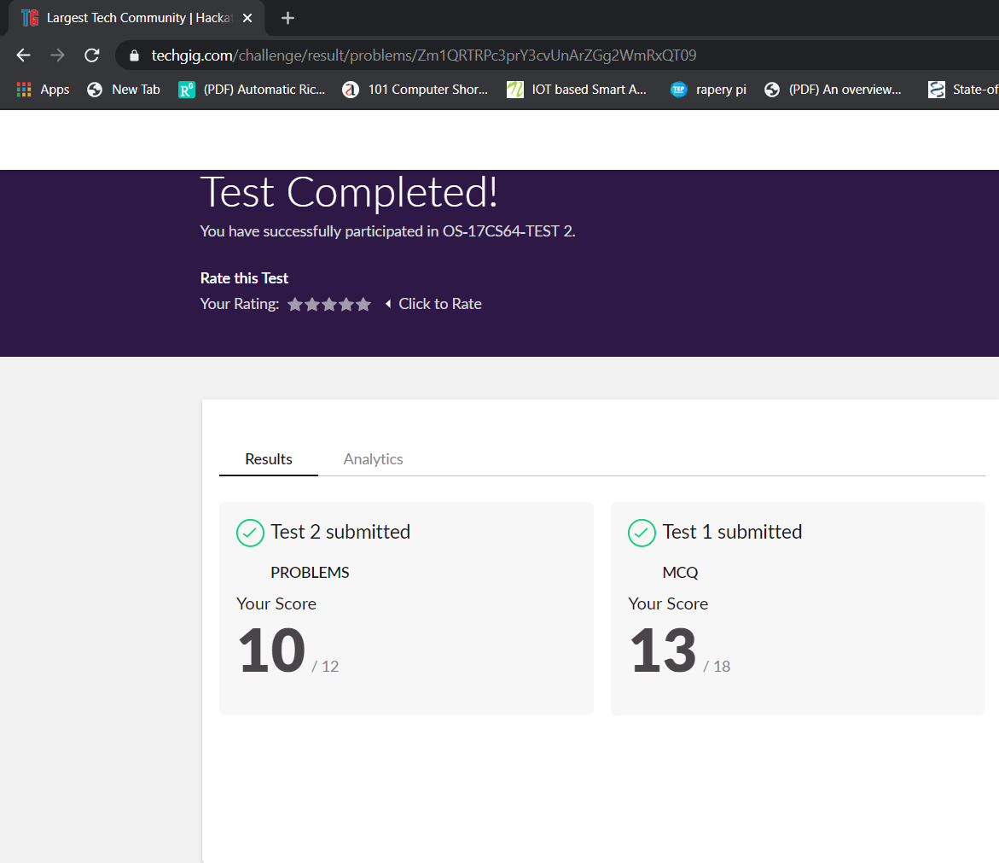 TG Largest Tech Community | Hacka
techgig.com/challenge/result/problems/Zm1QRTRPc3prY3cvUnArZGg2WmRxQT09
Apps New Tab RG (PDF) Automatic Ric... a 101 Computer Shor... IOT based Smart A... TEP rapery pi (PDF) An overview... State-of
Test Completed!
You have successfully participated in OS-17CS64-TEST 2.
Rate this Test
Your Rating: Click to Rate
Results Analytics
Test 2 submitted
PROBLEMS
Your Score
10 / 12
Test 1 submitted
MCQ
Your Score
13 / 18